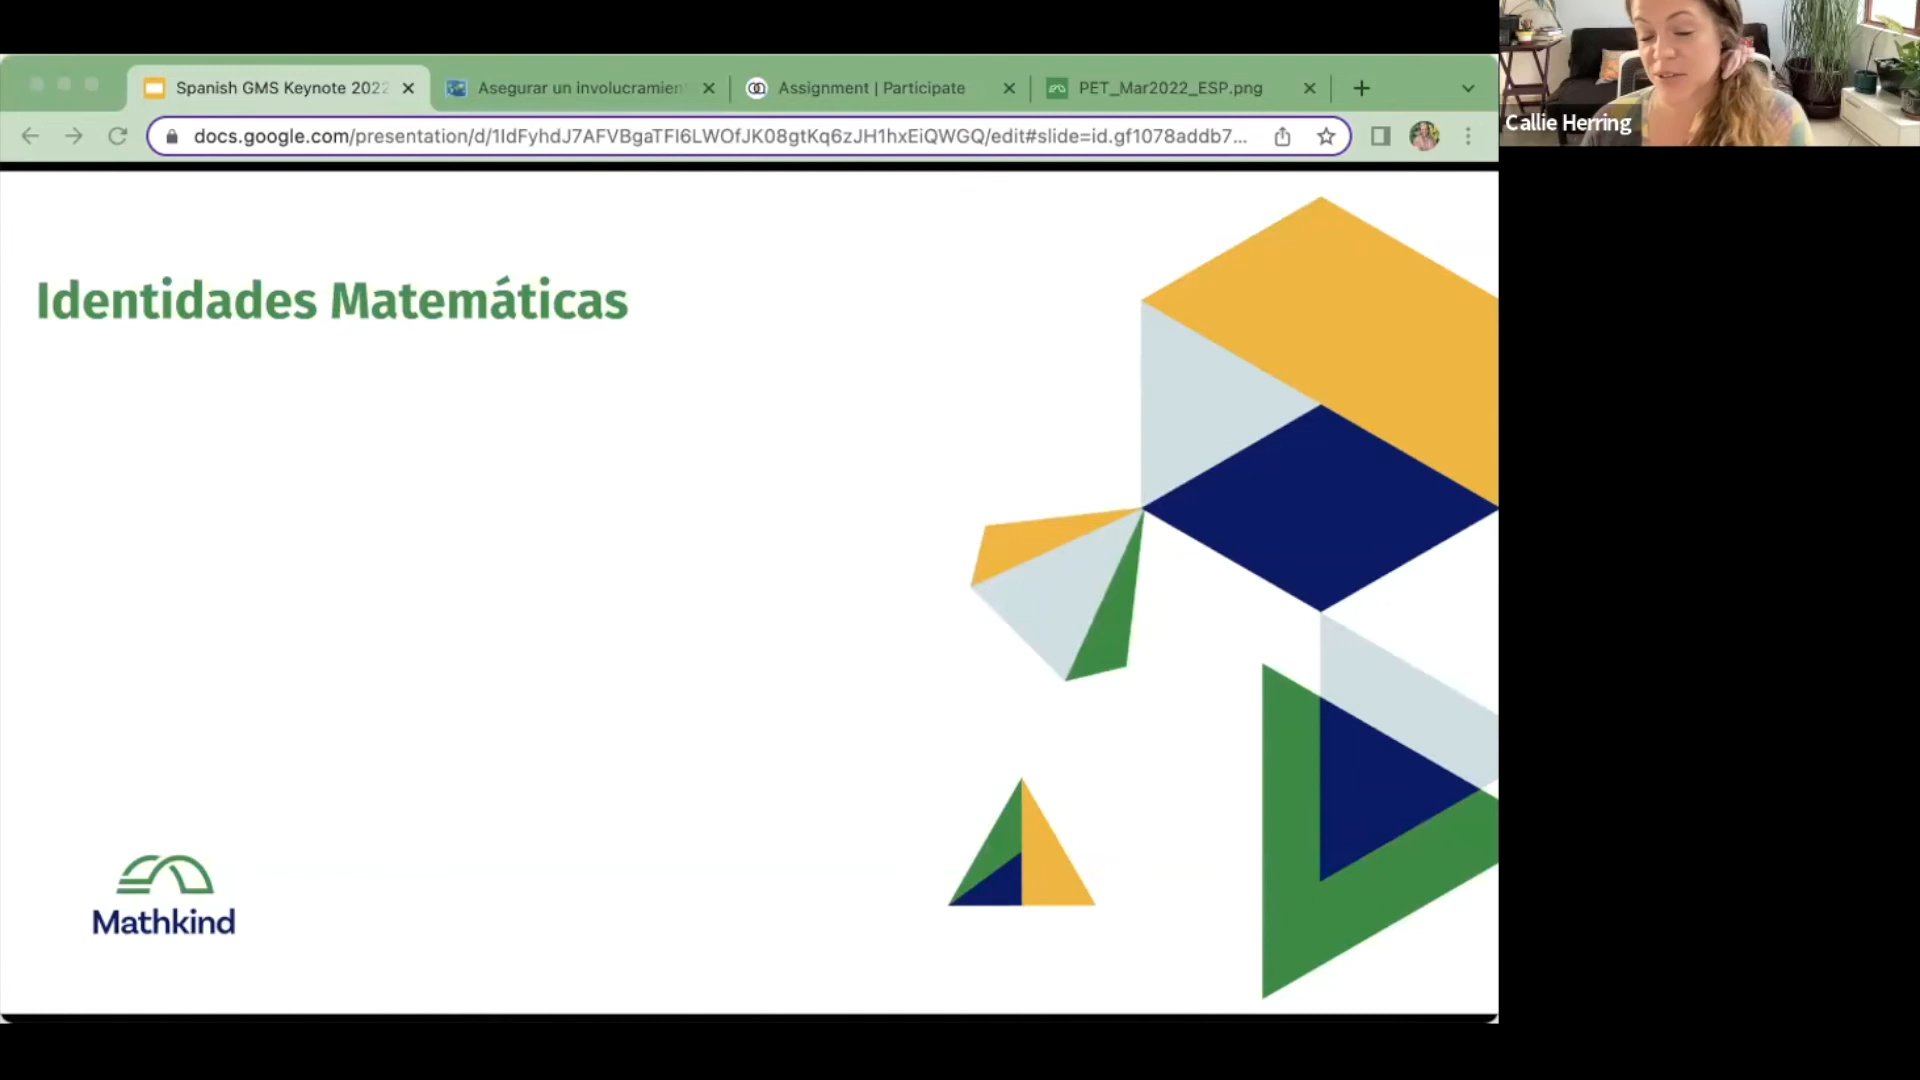 Spanish GMS Keynote 2022
Asegurar un involucramien
Assignment | Participate
PET_Mar2022_ESP.png
docs.google.com/presentation/d/1IdFyhdJ7AFVBgaTFI6LWOfJK08gtKq6zJH1hxEiQWGQ/edit#slide=id.gf1078addb7...
Callie Herring
Identidades Matemáticas
Mathkind